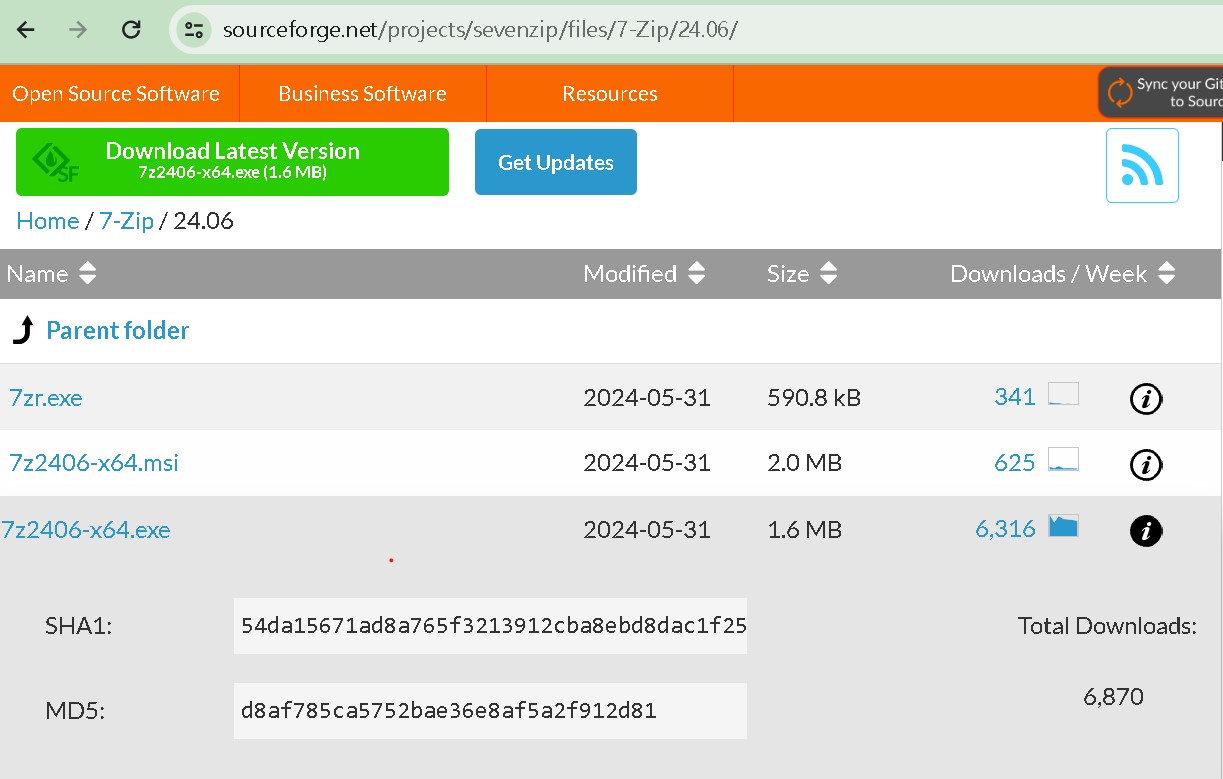 sourceforge.net/projects/sevenzip/files/7-Zip/24.06/
Open Source Software Business Software Resources
Sync your Git
to Sourc
Download Latest Version
7z2406-x64.exe (1.6 MB)
SF
Get Updates
Home / 7-Zip / 24.06
Name Modified Size Downloads / Week
Parent folder
7zr.exe 2024-05-31 590.8 kB 341 i
7z2406-x64.msi 2024-05-31 2.0 MB 625 i
7z2406-x64.exe 2024-05-31 1.6 MB 6,316 i
SHA1: 54da15671ad8a765f3213912cba8ebd8dac1f25 Total Downloads:
MD5: d8af785ca5752bae36e8af5a2f912d81 6,870